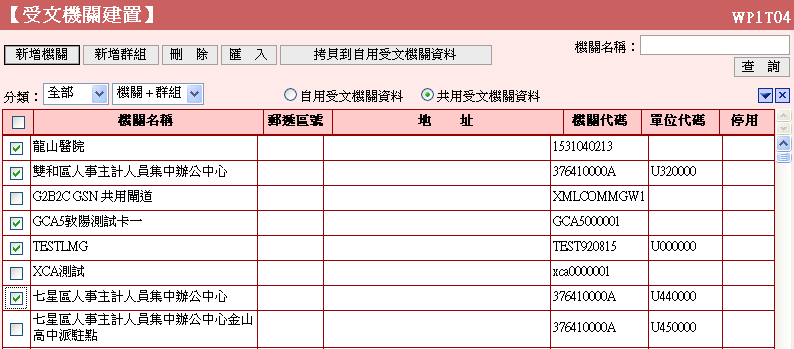 【受文機關建置】 WP1T04
新增機關 新增群組 刪 除 匯 入 拷貝到自用受文機關資料 機關名稱：
查 詢
分類： 全部 機關＋群組 自用受文機關資料 共用受文機關資料
機關名稱 郵遞區號 地 址 機關代碼 單位代碼 停用
龍山醫院 1531040213
雙和區人事主計人員集中辦公中心 376410000A U320000
G2B2C GSN 共用閘道 XMLCOMMGW1
GCA5敦陽測試卡一 GCA5000001
TESTLMG TEST920815 U000000
XCA測試 xca0000001
七星區人事主計人員集中辦公中心 376410000A U440000
七星區人事主計人員集中辦公中心金山
高中派駐點 376410000A U450000